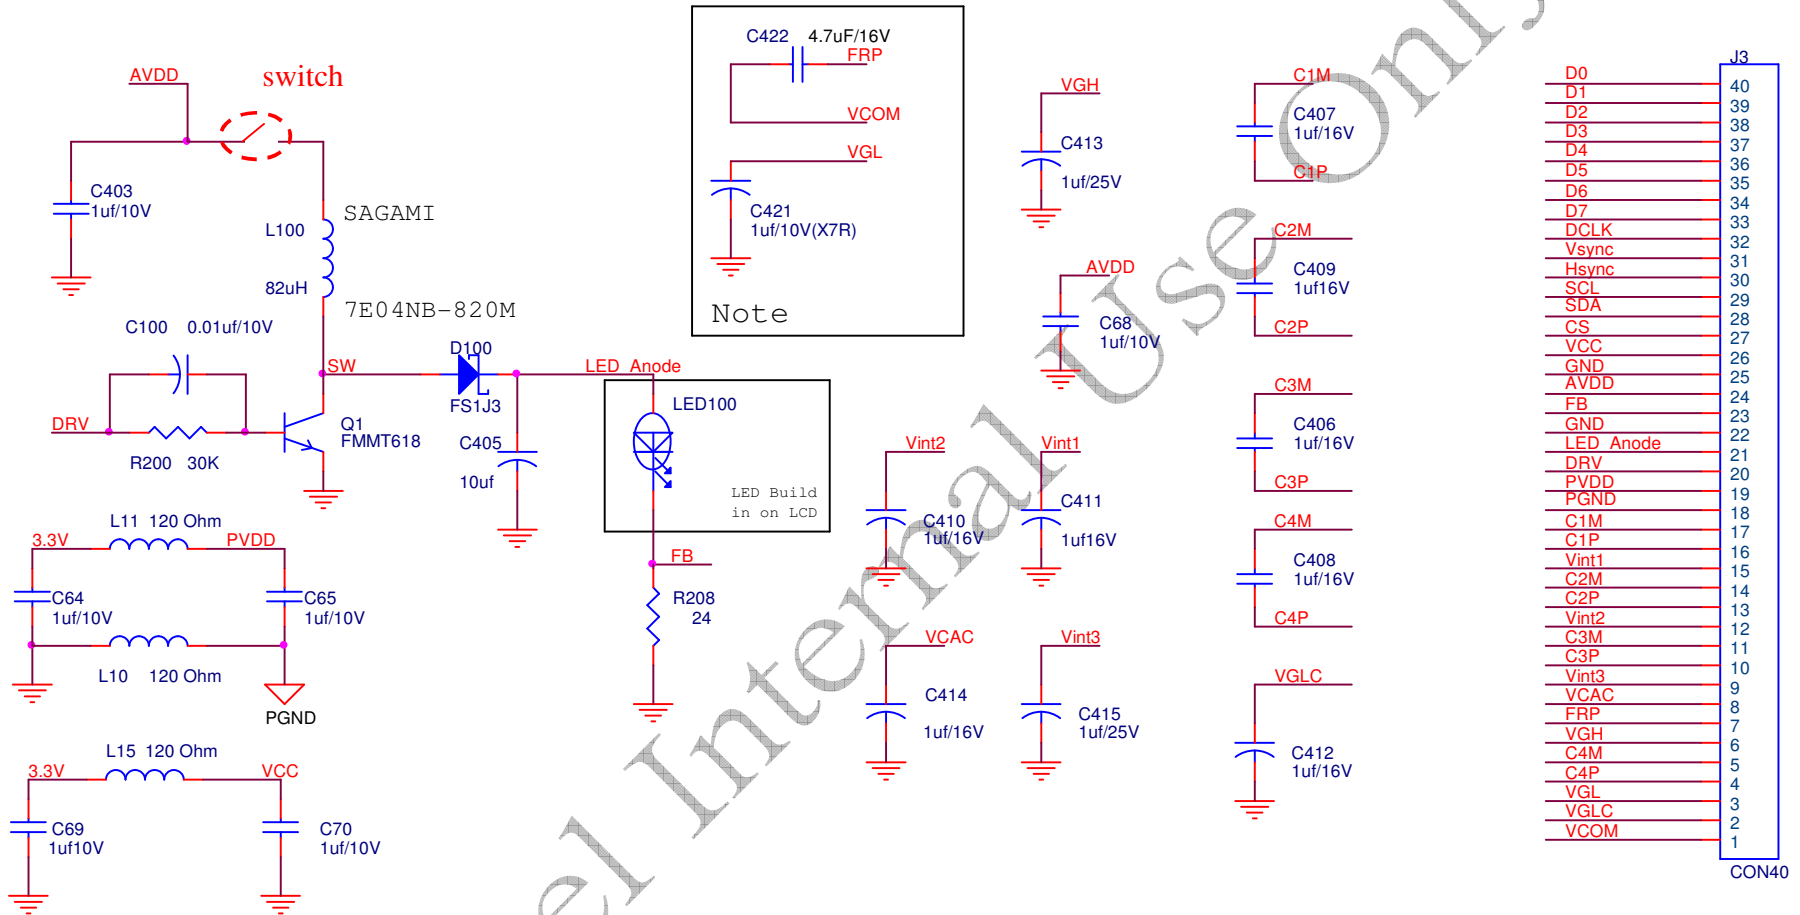 AVDD
switch
C403
1uf/10V
L100
82uH
SAGAMI
7E04NB-820M
C100 0.01uf/10V
SW
DRV
R200 30K
Q1
FMMT618
D100
FS1J3
C405
10uf
LED_Anode
LED100
LED Build
in on LCD
FB
R208
24
L11 120 Ohm
3.3V
PVDD
C64
1uf/10V
C65
1uf/10V
L10 120 Ohm
PGND
L15 120 Ohm
3.3V
VCC
C69
1uf10V
C70
1uf/10V
C422 4.7uF/16V
FRP
VCOM
VGL
C421
1uf/10V(X7R)
Note
VGH
C413
1uf/25V
AVDD
C68
1uf/10V
Vint2
C410
1uf/16V
Vint1
C411
1uf16V
VCAC
C414
1uf/16V
Vint3
C415
1uf/25V
C1M
C407
1uf/16V
C1P
C2M
C409
1uf16V
C2P
C3M
C406
1uf/16V
C3P
C4M
C408
1uf/16V
C4P
VGLC
C412
1uf/16V
J3
D0 40
D1 39
D2 38
D3 37
D4 36
D5 35
D6 34
D7 33
DCLK 32
Vsync 31
Hsync 30
SCL 29
SDA 28
CS 27
VCC 26
GND 25
AVDD 24
FB 23
GND 22
LED_Anode 21
DRV 20
PVDD 19
PGND 18
C1M 17
C1P 16
Vint1 15
C2M 14
C2P 13
Vint2 12
C3M 11
C3P 10
Vint3 9
VCAC 8
FRP 7
VGH 6
C4M 5
C4P 4
VGL 3
VGLC 2
VCOM 1
CON40
el Internal Use Only